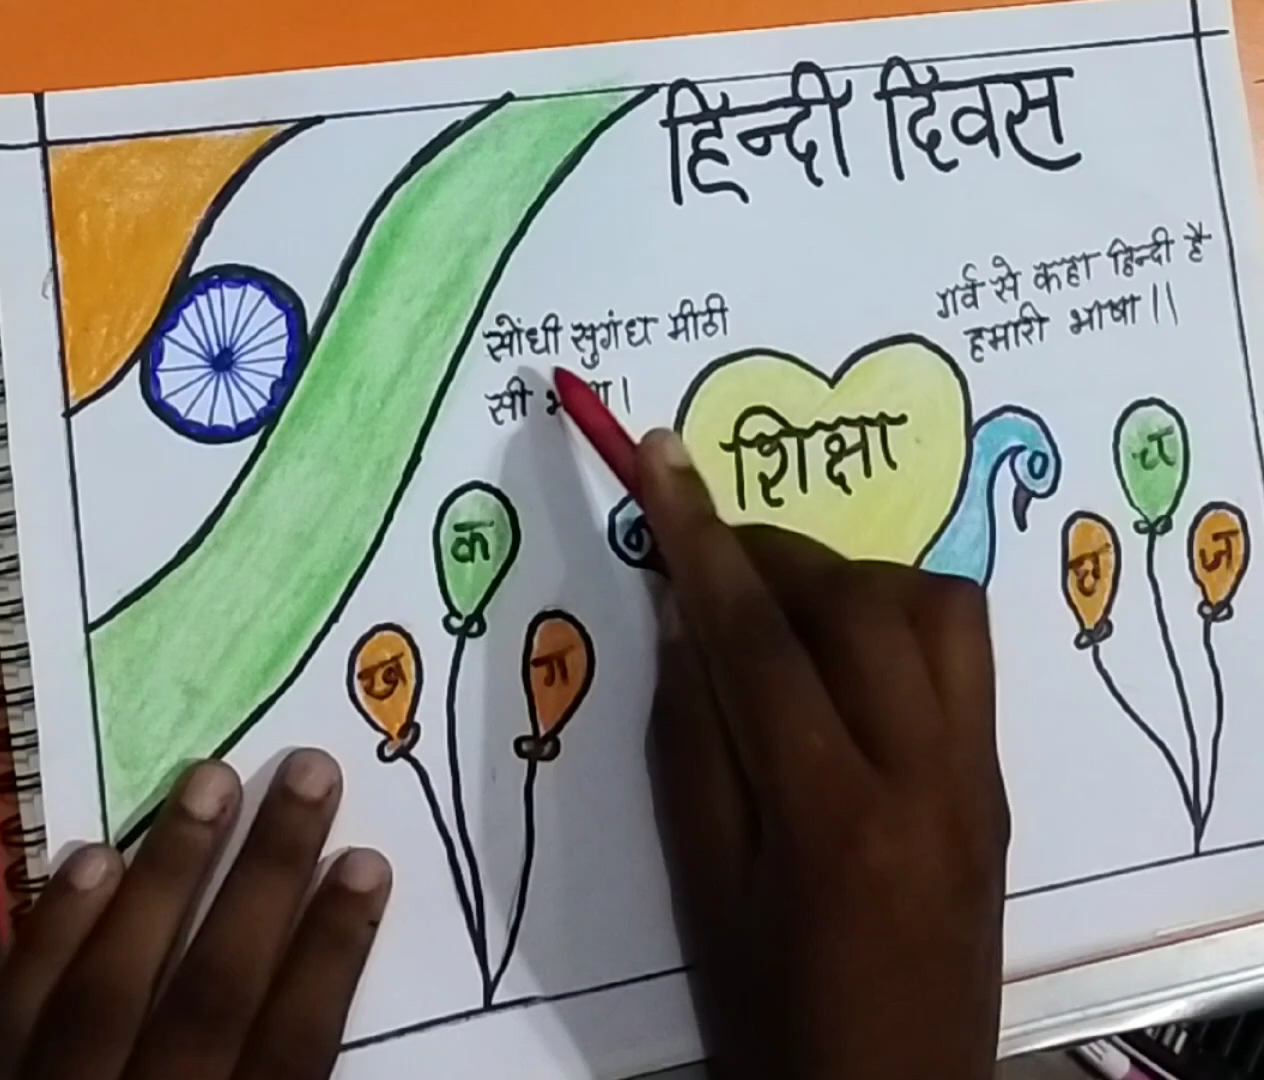 हिन्दी दिवस
गर्व से कहा हिन्दी है
हमारी भाषा।।
सोंधी सुगंध मीठी
सी
शिक्षा
क
ख
ग
च
छ
ज